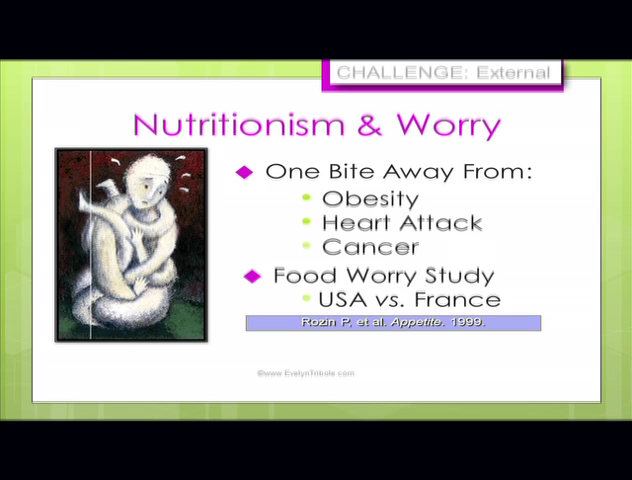 CHALLENGE: External
Nutritionism & Worry
One Bite Away From:
Obesity
Heart Attack
Cancer
Food Worry Study
USA vs. France
Rozin P, et al. Appetite. 1999.
©www.EvelynTribole.com